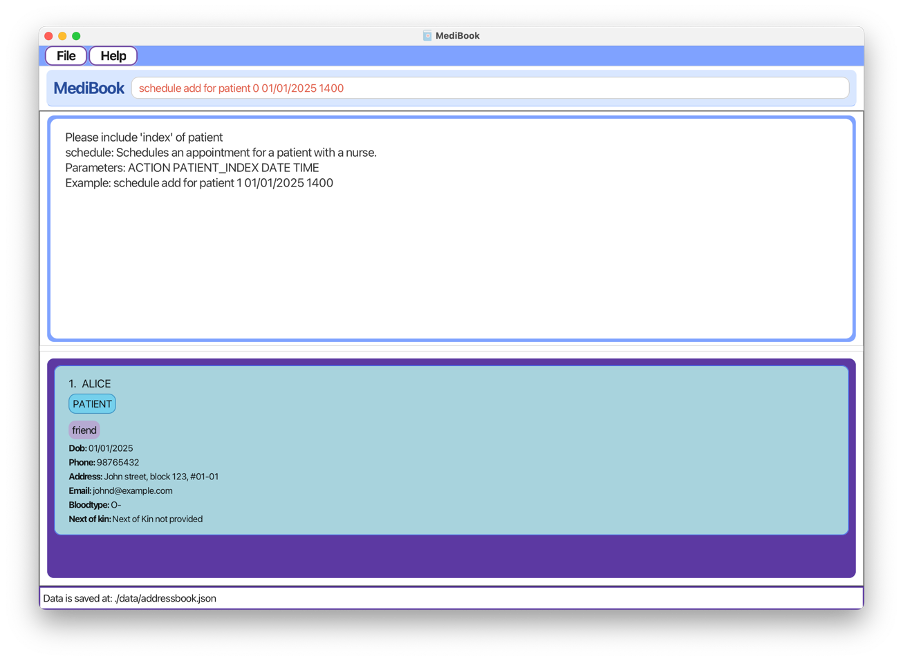 MediBook
File Help
MediBook schedule add for patient 0 01/01/2025 1400
Please include 'index' of patient
schedule: Schedules an appointment for a patient with a nurse.
Parameters: ACTION PATIENT_INDEX DATE TIME
Example: schedule add for patient 1 01/01/2025 1400
1. ALICE
PATIENT
friend
Dob: 01/01/2025
Phone: 98765432
Address: John street, block 123, #01-01
Email: johnd@example.com
Bloodtype: O-
Next of kin: Next of Kin not provided
Data is saved at: ./data/addressbook.json